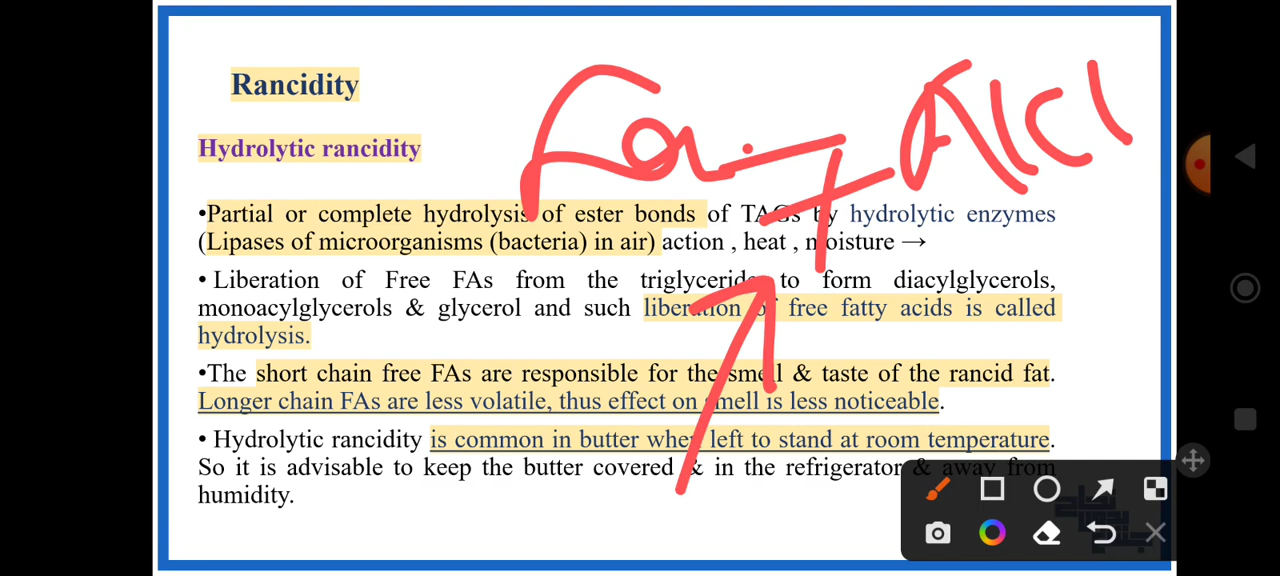 Rancidity
Hydrolytic rancidity
•Partial or complete hydrolysis of ester bonds of TAGs by hydrolytic enzymes
(Lipases of microorganisms (bacteria) in air) action , heat , moisture →
• Liberation of Free FAs from the triglycerides to form diacylglycerols,
monoacylglycerols & glycerol and such liberation of free fatty acids is called
hydrolysis.
•The short chain free FAs are responsible for the smell & taste of the rancid fat.
Longer chain FAs are less volatile, thus effect on smell is less noticeable.
• Hydrolytic rancidity is common in butter when left to stand at room temperature.
So it is advisable to keep the butter covered & in the refrigerator & away from
humidity.